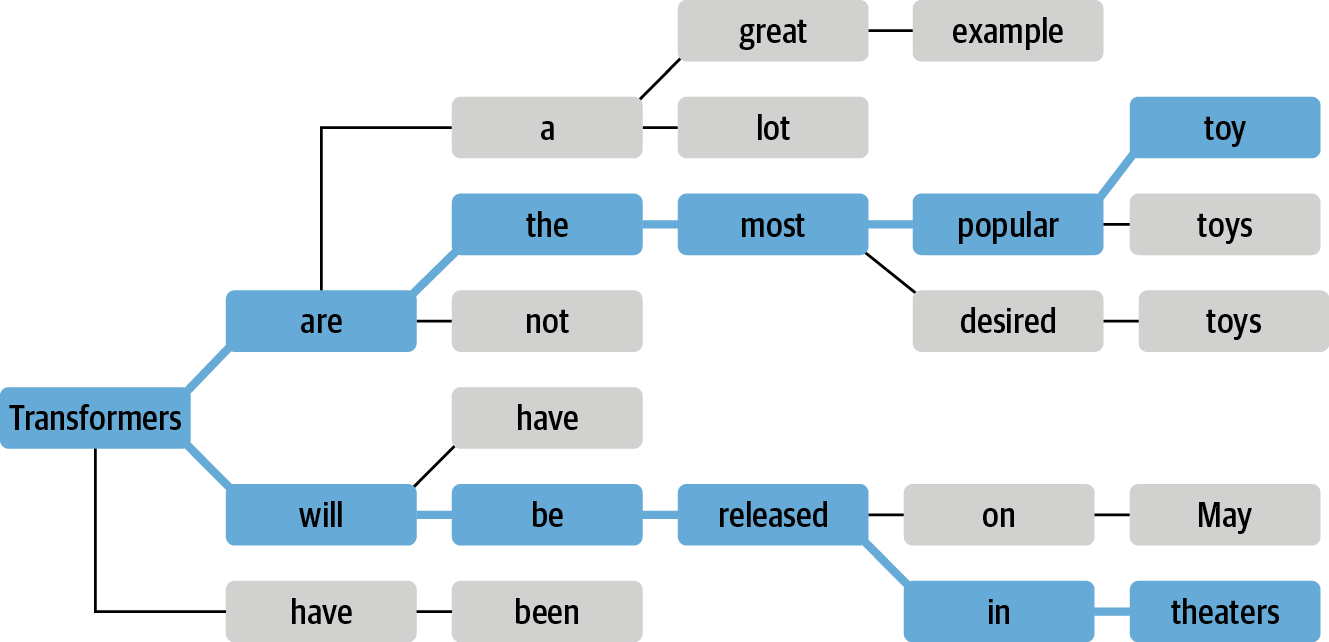 great example
a lot toy
the most popular toys
are not desired toys
Transformers have
will be released on May
have been in theaters